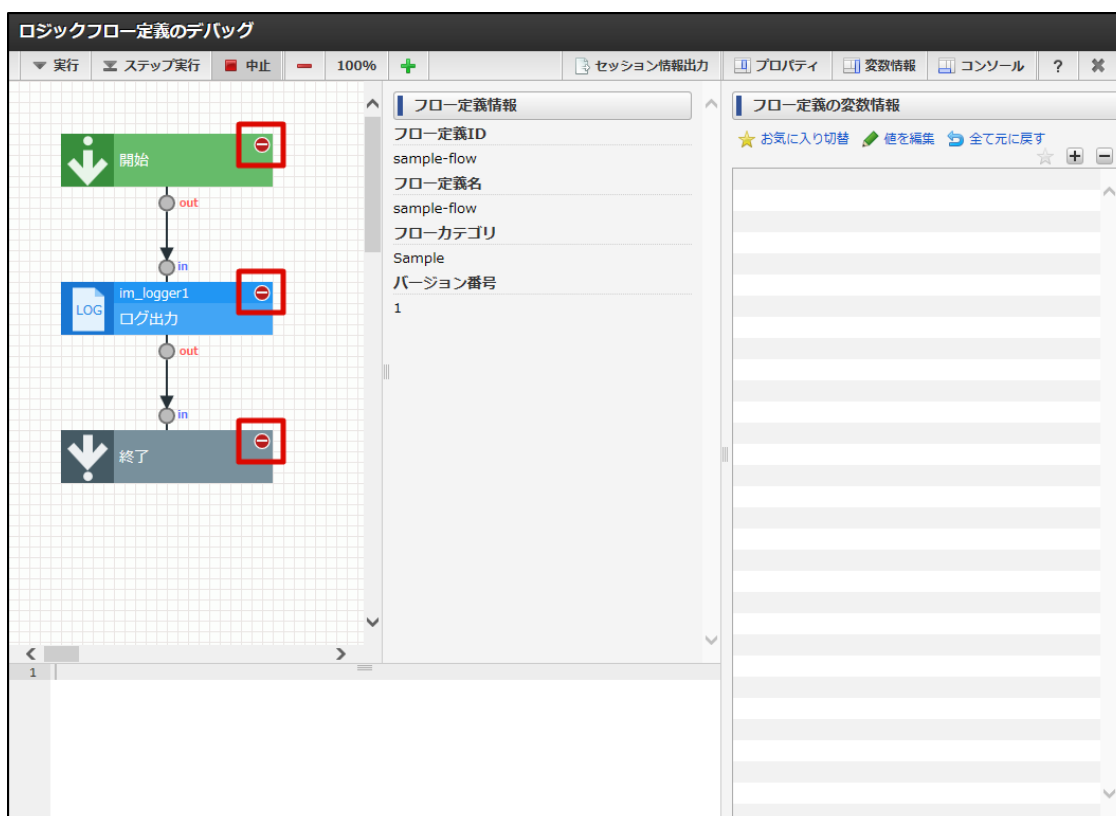 ロジックフロー定義のデバッグ
実行 ステップ実行 中止 100% セッション情報出力 プロパティ 変数情報 コンソール ?
開始
out
in
im_logger1
LOG
ログ出力
out
in
終了
フロー定義情報
フロー定義ID
sample-flow
フロー定義名
sample-flow
フローカテゴリ
Sample
バージョン番号
1
フロー定義の変数情報
お気に入り切替 値を編集 全て元に戻す
1